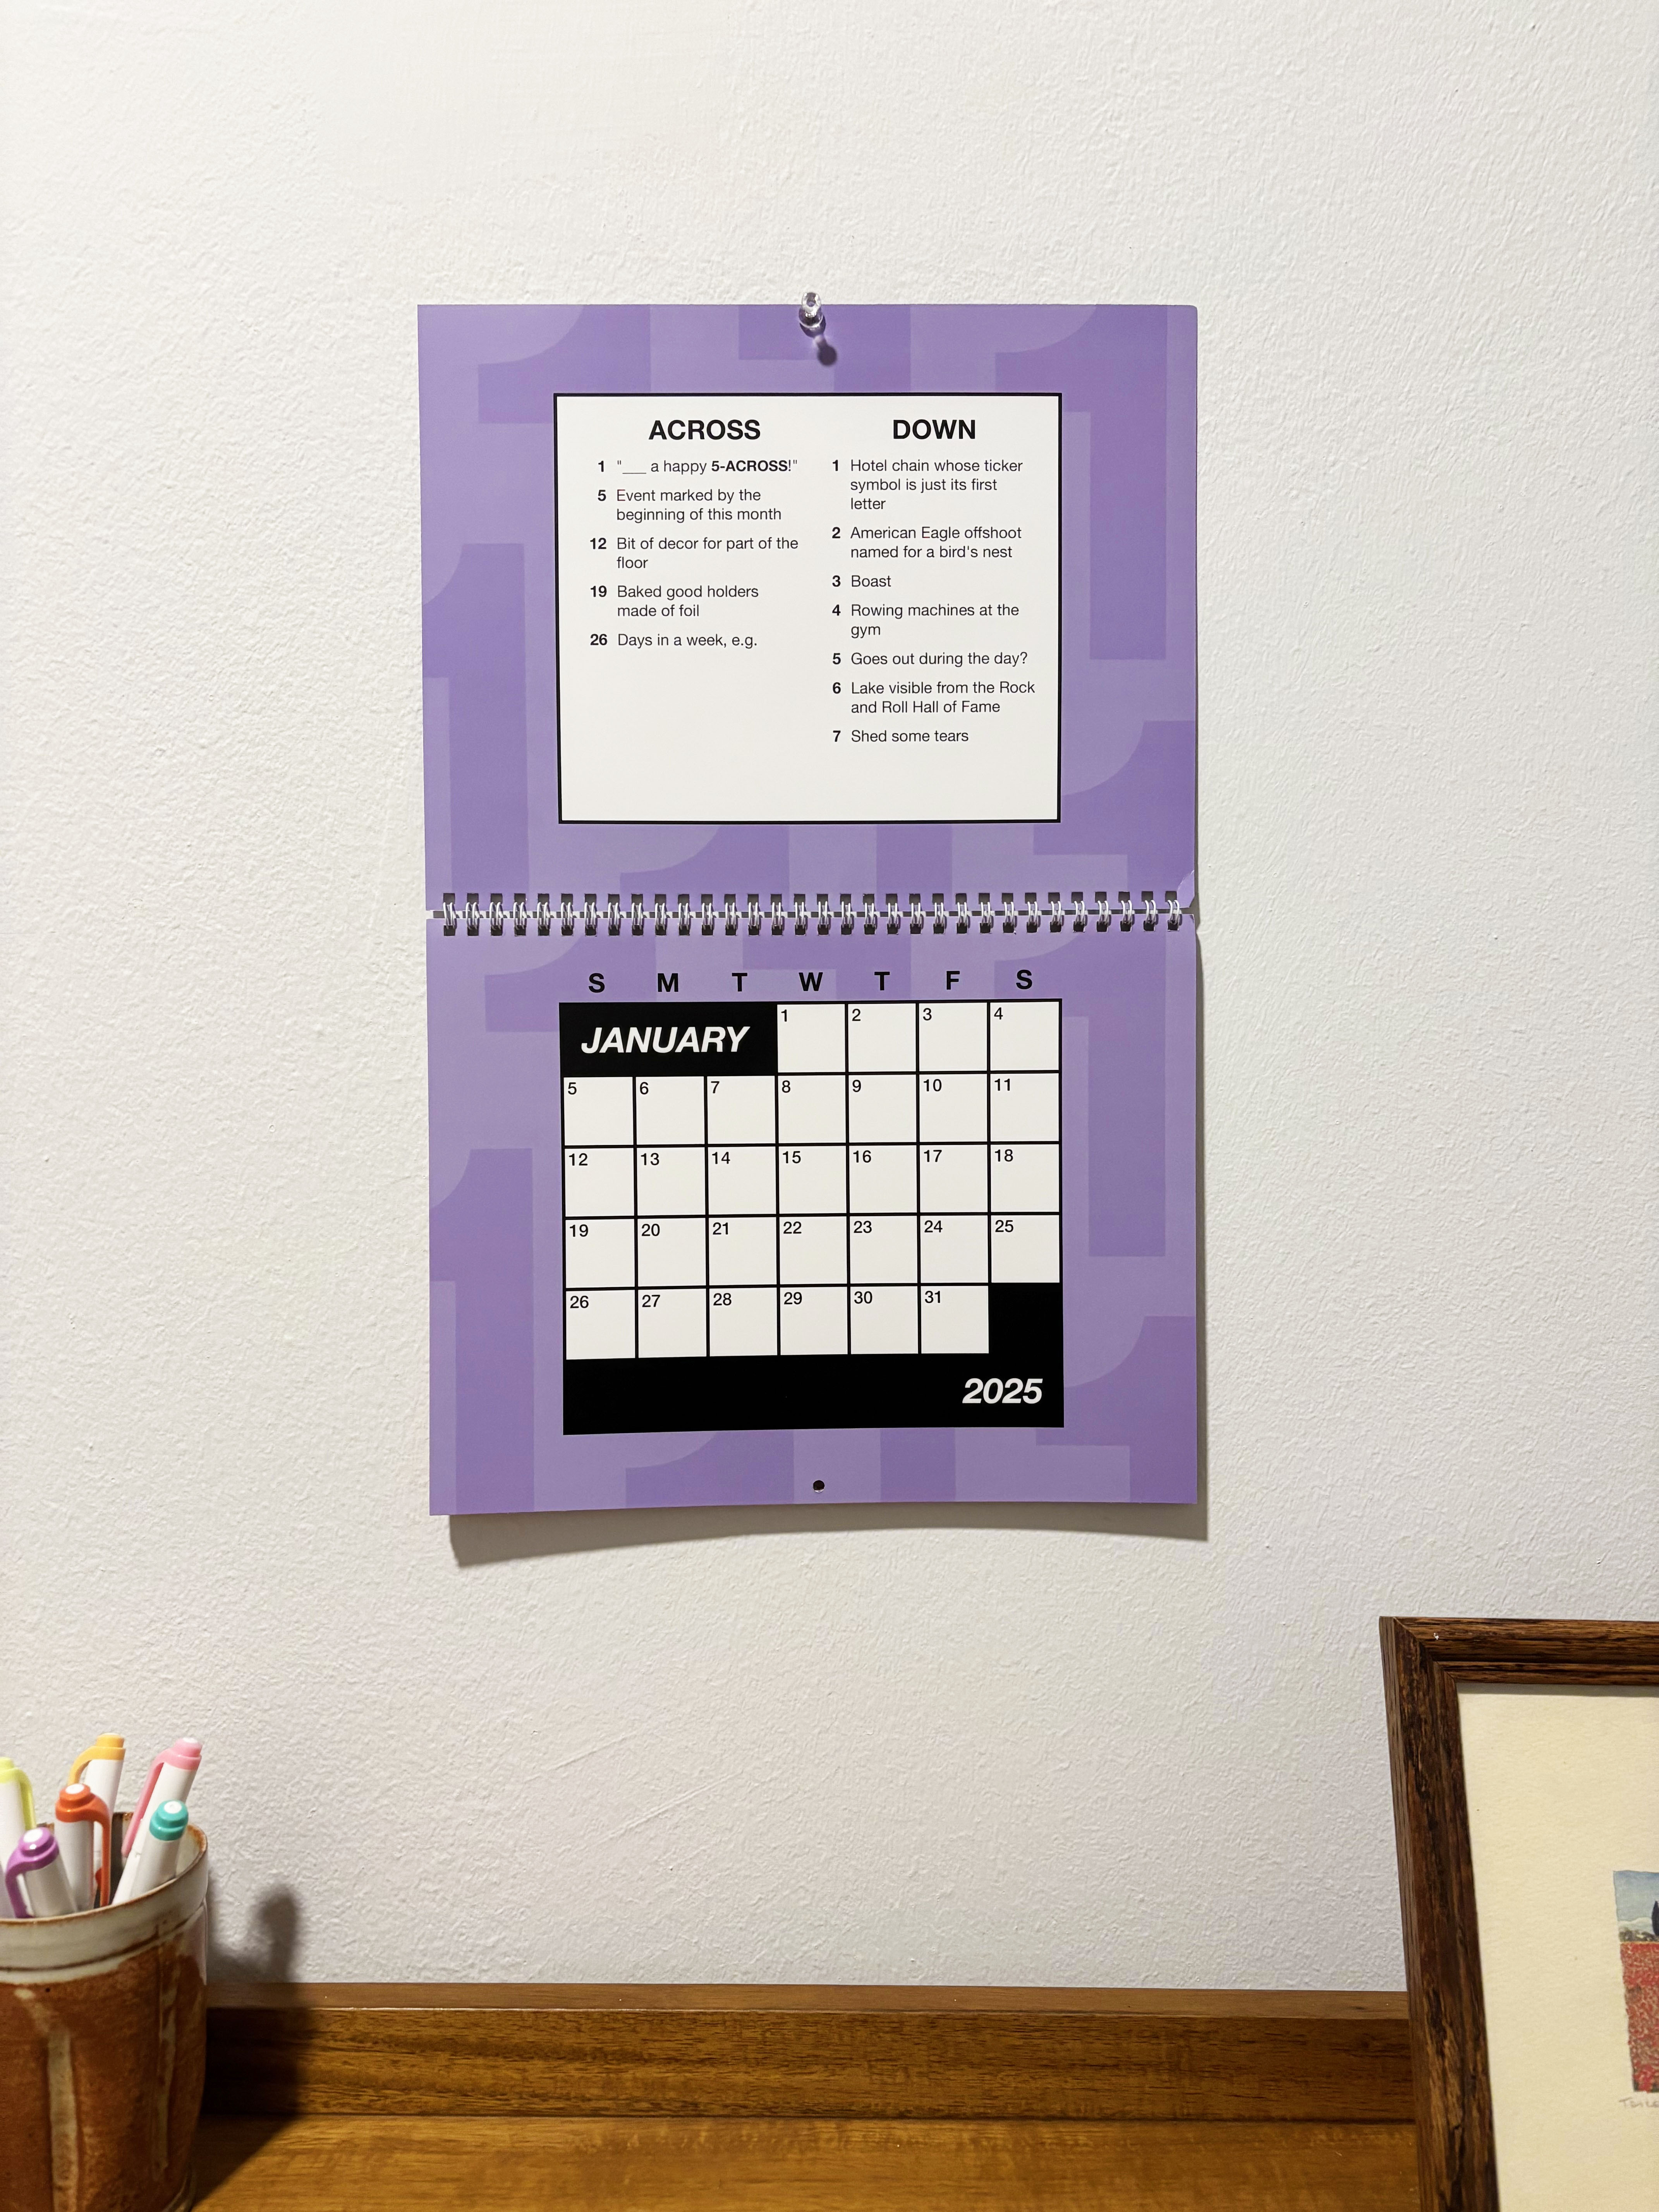 ACROSS
1 "___ a happy 5-ACROSS!"
5 Event marked by the
beginning of this month
12 Bit of decor for part of the
floor
19 Baked good holders
made of foil
26 Days in a week, e.g.
DOWN
1 Hotel chain whose ticker
symbol is just its first
letter
2 American Eagle offshoot
named for a bird's nest
3 Boast
4 Rowing machines at the
gym
5 Goes out during the day?
6 Lake visible from the Rock
and Roll Hall of Fame
7 Shed some tears
S M T W T F S
JANUARY 1 2 3 4
5 6 7 8 9 10 11
12 13 14 15 16 17 18
19 20 21 22 23 24 25
26 27 28 29 30 31
2025